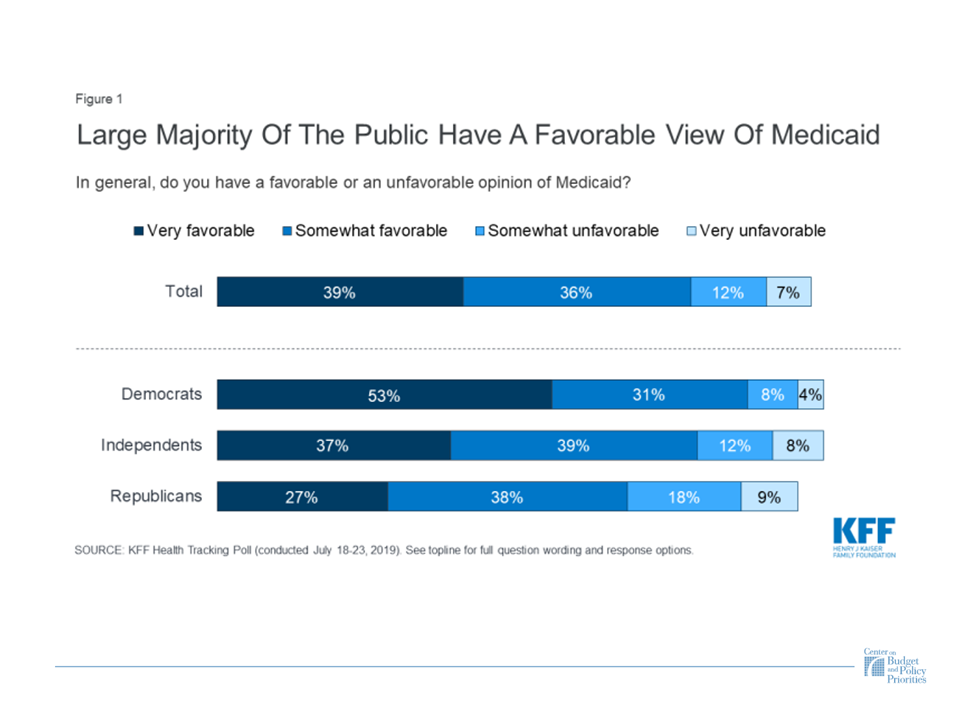 Figure 1
Large Majority Of The Public Have A Favorable View Of Medicaid
In general, do you have a favorable or an unfavorable opinion of Medicaid?
Very favorable Somewhat favorable Somewhat unfavorable Very unfavorable
Total 39% 36% 12% 7%
Democrats 53% 31% 8% 4%
Independents 37% 39% 12% 8%
Republicans 27% 38% 18% 9%
SOURCE: KFF Health Tracking Poll (conducted July 18-23, 2019). See topline for full question wording and response options.
KFF
HENRY J KAISER
FAMILY FOUNDATION
Center on
Budget
and Policy
Priorities